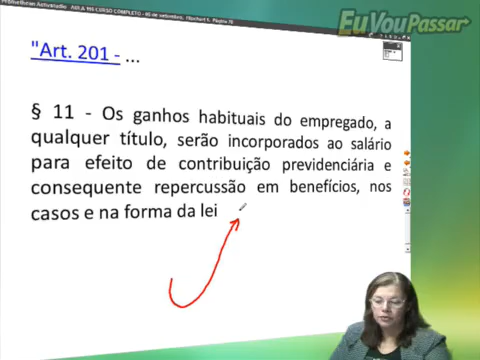 EuVouPassar
"Art. 201 - ...
§ 11 - Os ganhos habituais do empregado, a
qualquer título, serão incorporados ao salário
para efeito de contribuição previdenciária e
consequente repercussão em benefícios, nos
casos e na forma da lei